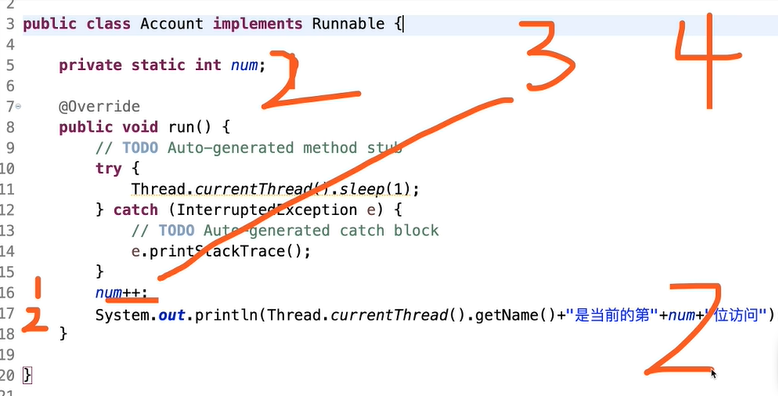 2
3 public class Account implements Runnable {
4
5 private static int num;
6
7 @Override
8 public void run() {
9 // TODO Auto-generated method stub
10 try {
11 Thread.currentThread().sleep(1);
12 } catch (InterruptedException e) {
13 // TODO Auto-generated catch block
14 e.printStackTrace();
15 }
16 num++;
17 System.out.println(Thread.currentThread().getName()+"是当前的第"+num+"位访问")
18 }
19
20 }
21
2 3 4
1
2
2